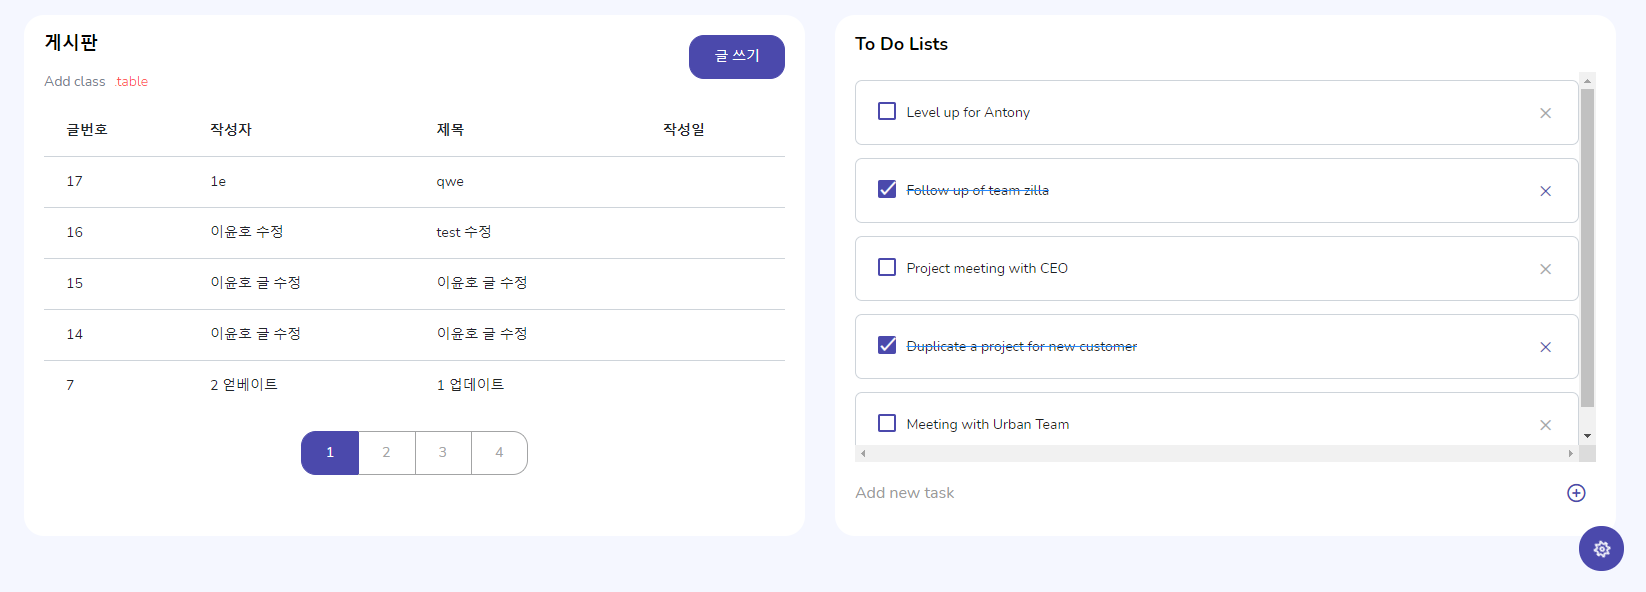 게시판
글 쓰기
Add class .table
글번호 작성자 제목 작성일
17 1e qwe
16 이윤호 수정 test 수정
15 이윤호 글 수정 이윤호 글 수정
14 이윤호 글 수정 이윤호 글 수정
7 2 얻베이트 1 업데이트
1 2 3 4
To Do Lists
Level up for Antony
Follow up of team zilla
Project meeting with CEO
Duplicate a project for new customer
Meeting with Urban Team
Add new task